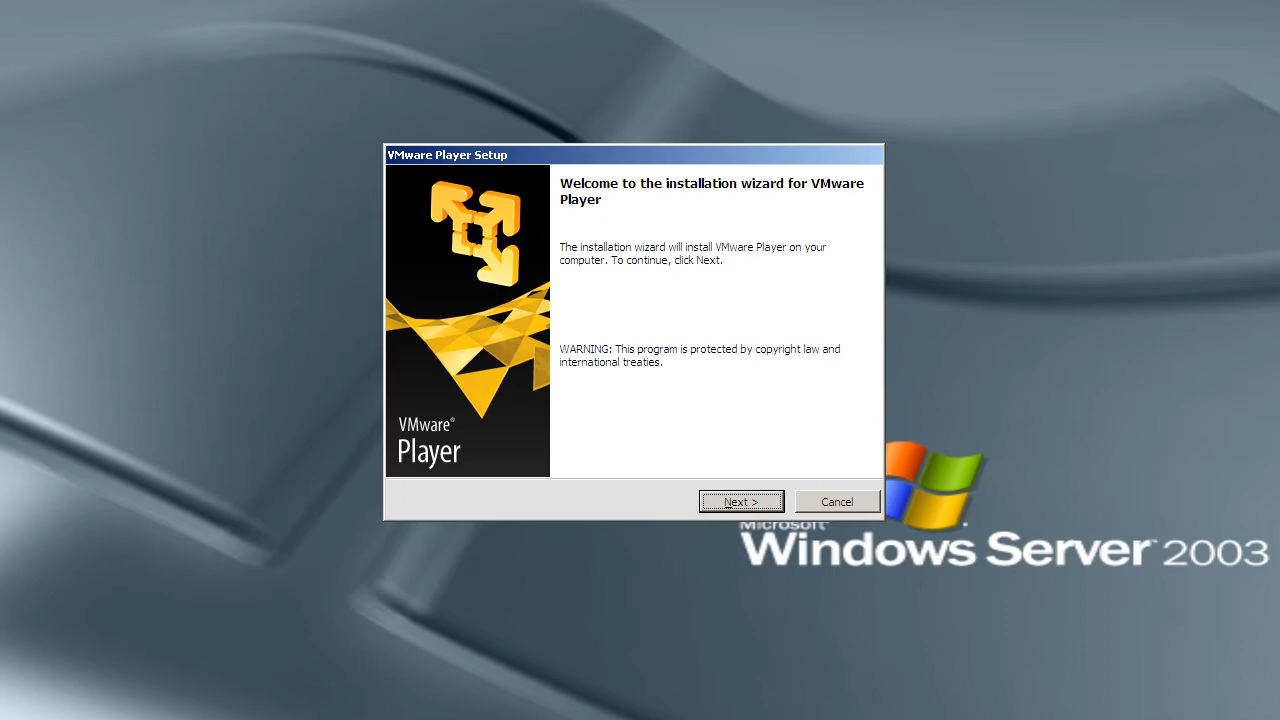 VMware Player Setup
Welcome to the installation wizard for VMware
Player
The installation wizard will install VMware Player on your
computer. To continue, click Next.
WARNING: This program is protected by copyright law and
international treaties.
VMware®
Player
Next >
Cancel
Microsoft
Windows Server™ 2003